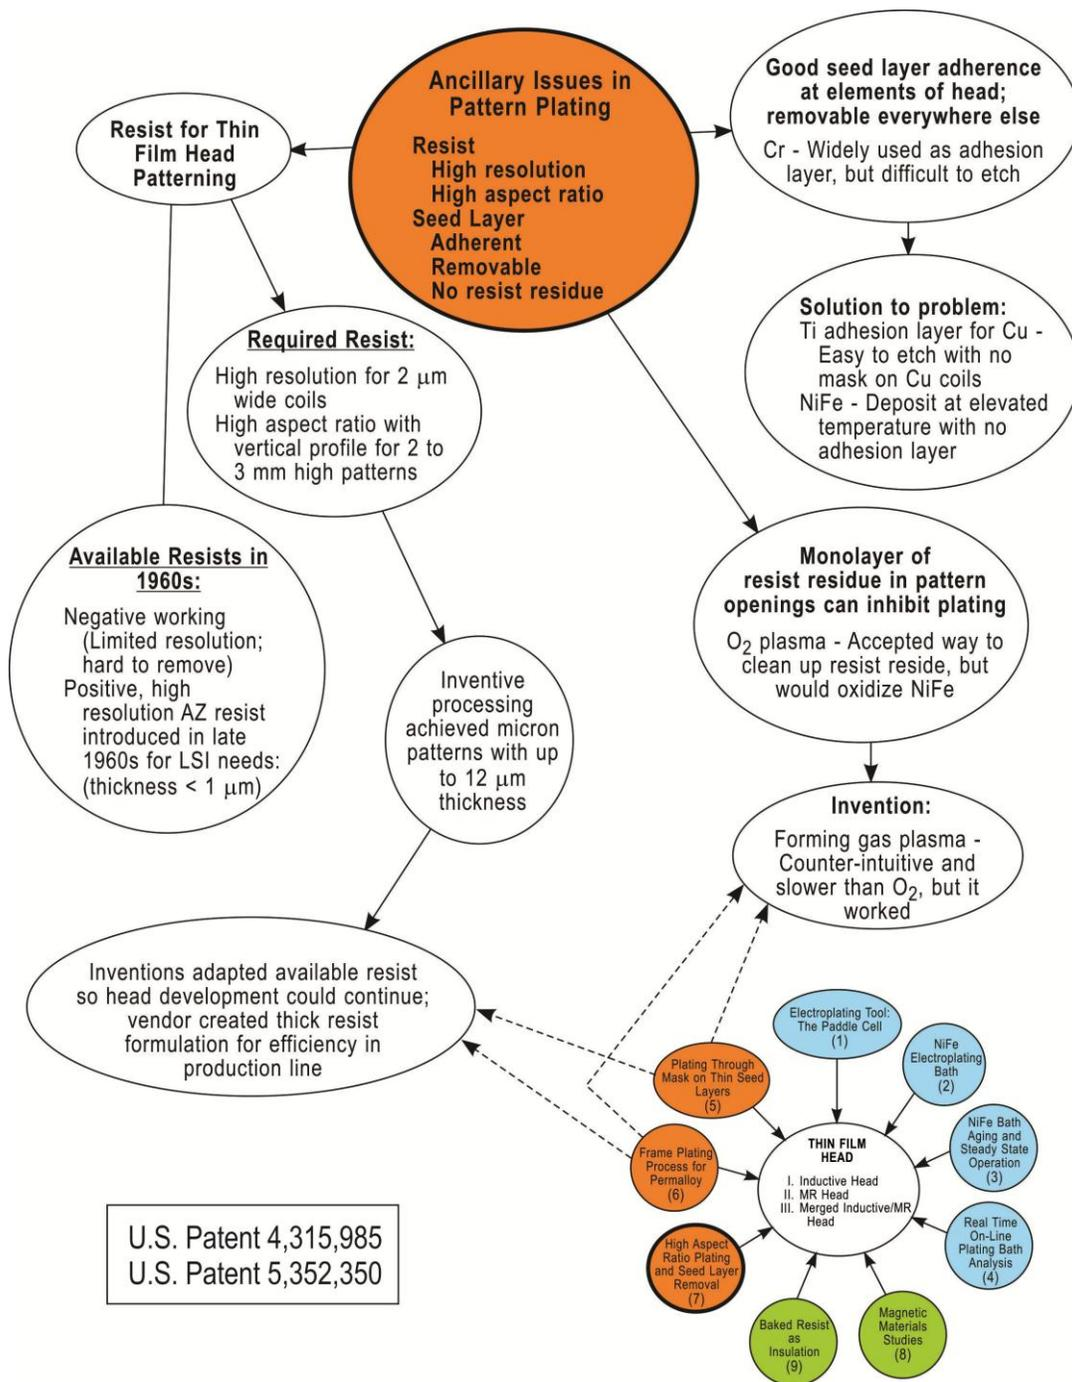 Ancillary Issues in
Pattern Plating
Resist
High resolution
High aspect ratio
Seed Layer
Adherent
Removable
No resist residue
Good seed layer adherence
at elements of head;
removable everywhere else
Cr - Widely used as adhesion
layer, but difficult to etch
Resist for Thin
Film Head
Patterning
Solution to problem:
Ti adhesion layer for Cu -
Easy to etch with no
mask on Cu coils
NiFe - Deposit at elevated
temperature with no
adhesion layer
Required Resist:
High resolution for 2 μm
wide coils
High aspect ratio with
vertical profile for 2 to
3 mm high patterns
Available Resists in
1960s:
Negative working
(Limited resolution;
hard to remove)
Positive, high
resolution AZ resist
introduced in late
1960s for LSI needs:
(thickness < 1 μm)
Monolayer of
resist residue in pattern
openings can inhibit plating
O₂ plasma - Accepted way to
clean up resist reside, but
would oxidize NiFe
Inventive
processing
achieved micron
patterns with up
to 12 μm
thickness
Invention:
Forming gas plasma -
Counter-intuitive and
slower than O₂, but it
worked
Inventions adapted available resist
so head development could continue;
vendor created thick resist
formulation for efficiency in
production line
Electroplating Tool:
The Paddle Cell
(1)
NiFe
Electroplating
Bath
(2)
NiFe Bath
Aging and
Steady State
Operation
(3)
Real Time
On-Line
Plating Bath
Analysis
(4)
Plating Through
Mask on Thin Seed
Layers
(5)
Frame Plating
Process for
Permalloy
(6)
High Aspect
Ratio Plating
and Seed Layer
Removal
(7)
Magnetic
Materials
Studies
(8)
Baked Resist
as
Insulation
(9)
THIN FILM
HEAD
I. Inductive Head
II. MR Head
III. Merged Inductive/MR
Head
U.S. Patent 4,315,985
U.S. Patent 5,352,350